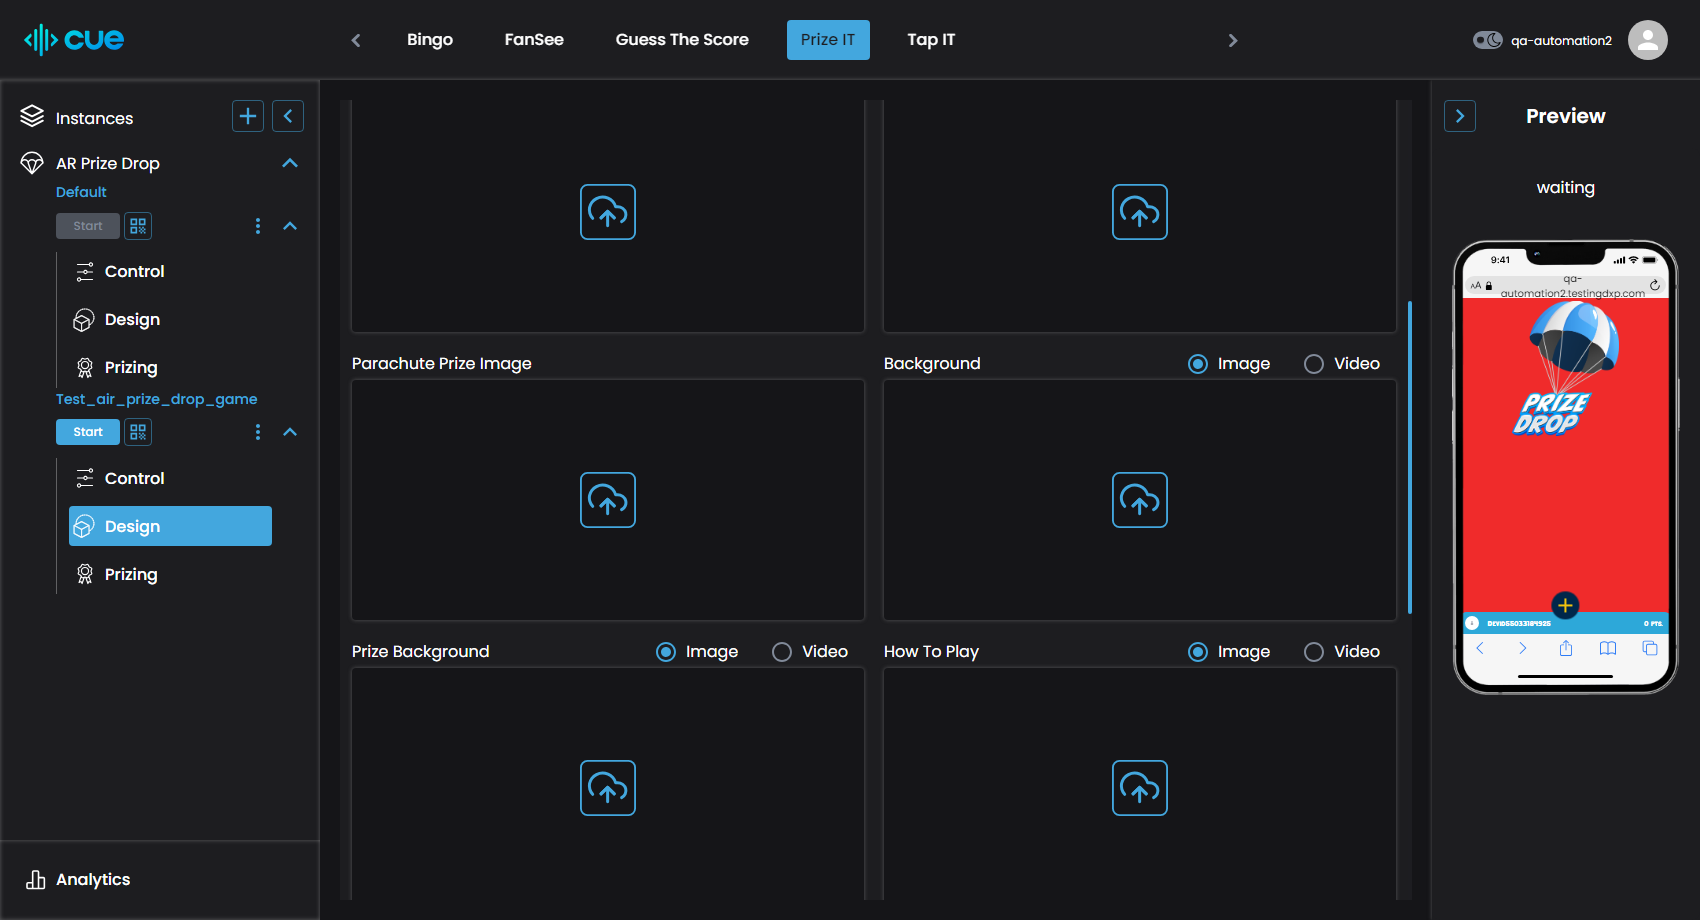 cue
Bingo
FanSee
Guess The Score
Prize IT
Tap IT
qa-automation2
Instances
AR Prize Drop
Default
Start
Control
Design
Prizing
Test_air_prize_drop_game
Start
Control
Design
Prizing
Analytics
Parachute Prize Image
Background
Image
Video
Prize Background
Image
Video
How To Play
Image
Video
Preview
waiting
9:41
AA
qa-
automation2.testingdxp.com
PRIZE
DROP
0 PTS.